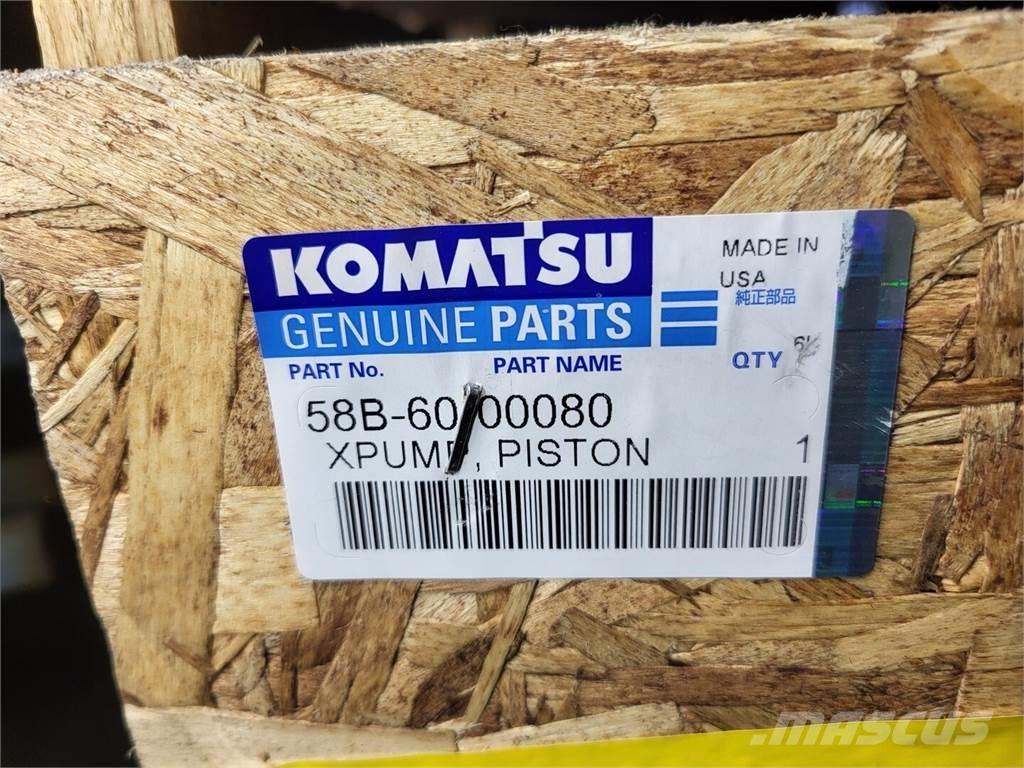 KOMATSU
MADE IN
USA
純正部品
GENUINE PARTS
PART No.
PART NAME
QTY
58B-60-00080
XPUMP, PISTON
1
MASCUS